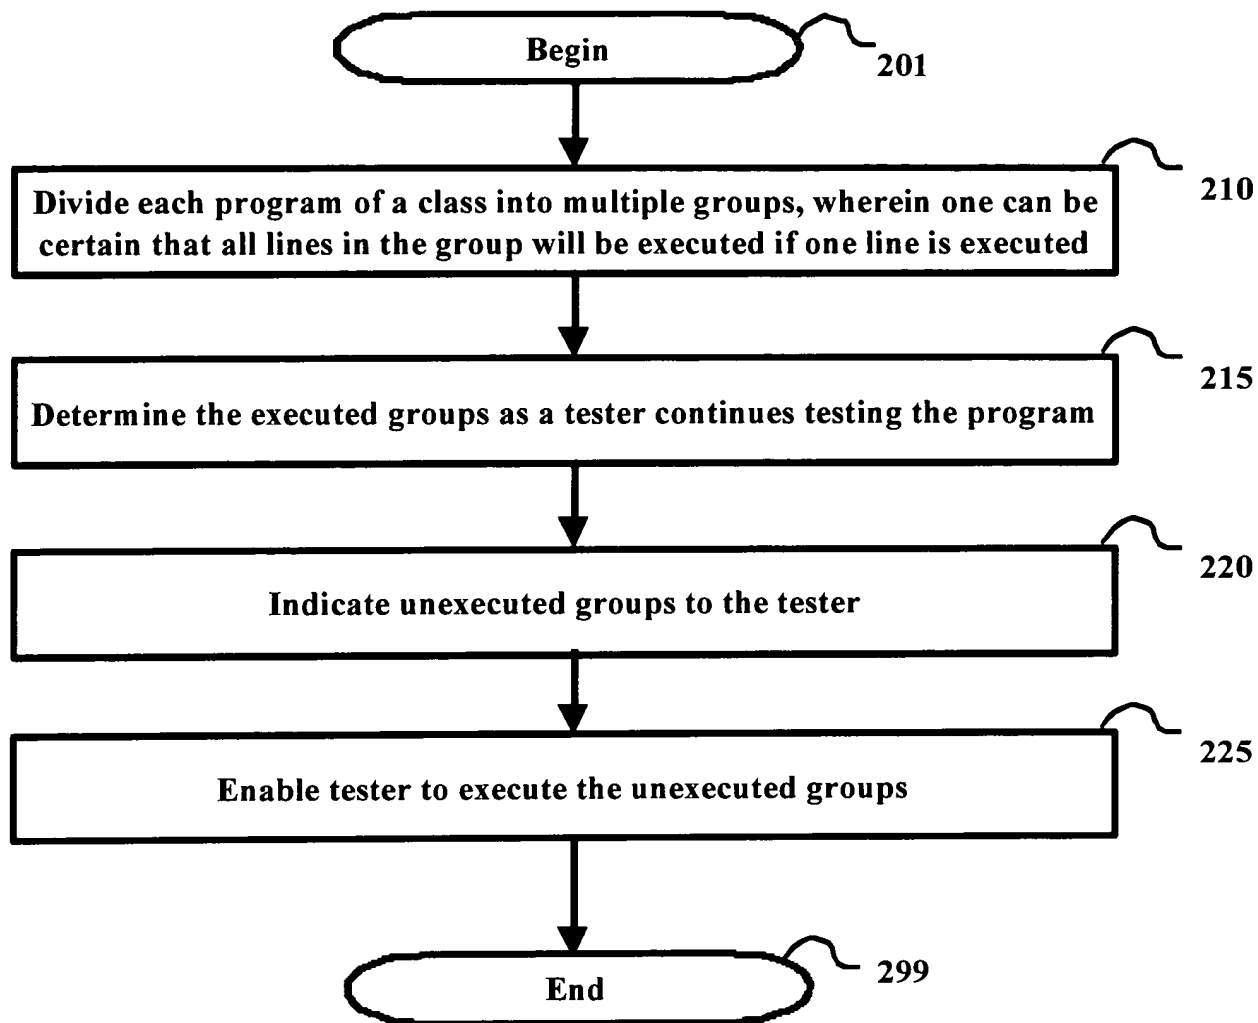 Begin
201
210
Divide each program of a class into multiple groups, wherein one can be
certain that all lines in the group will be executed if one line is executed
215
Determine the executed groups as a tester continues testing the program
220
Indicate unexecuted groups to the tester
225
Enable tester to execute the unexecuted groups
299
End